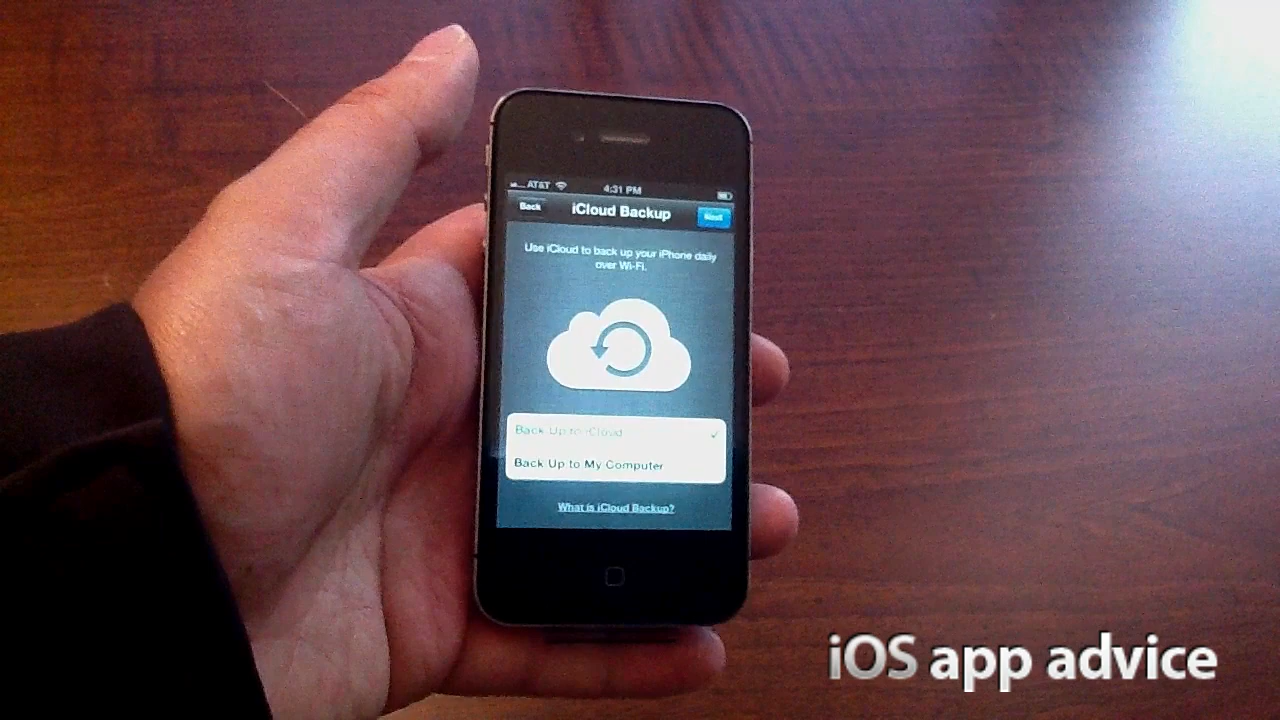 AT&T 4:31 PM
Back iCloud Backup Next
Use iCloud to back up your iPhone daily
over Wi-Fi.
Back Up to iCloud
Back Up to My Computer
What is iCloud Backup?
iOS app advice